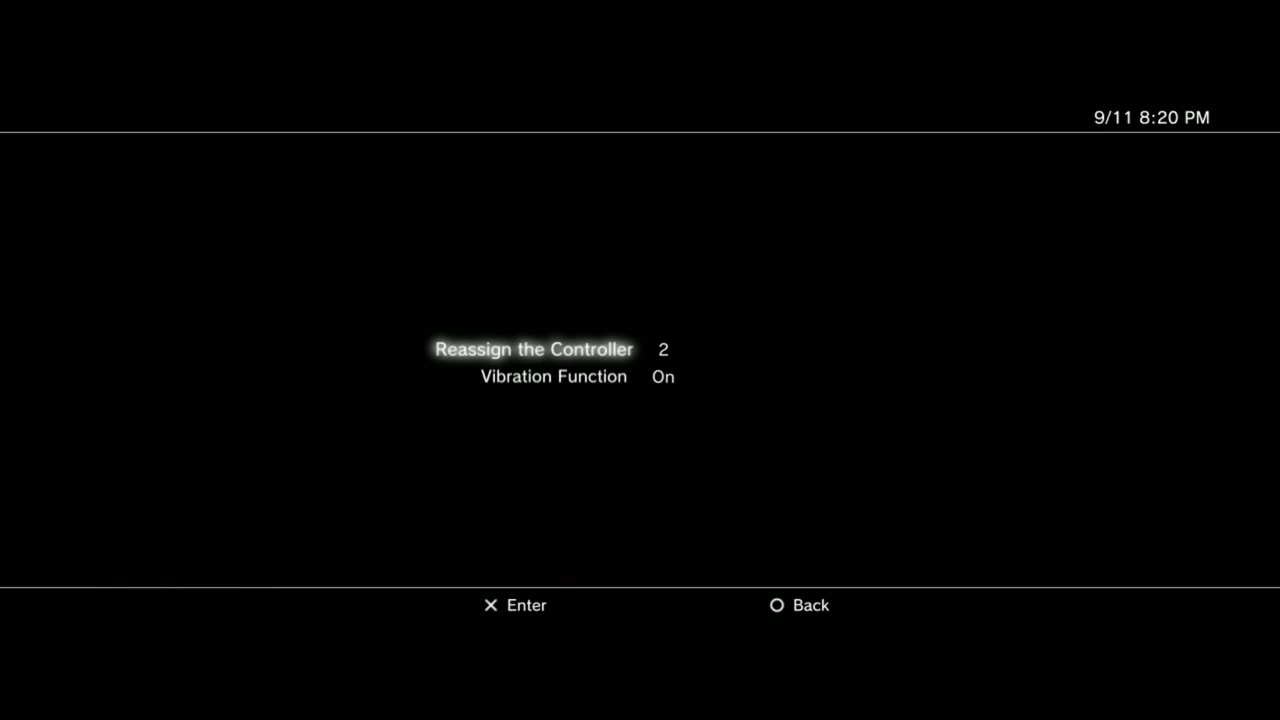 9/11 8:20 PM
Reassign the Controller 2
Vibration Function On
Enter Back